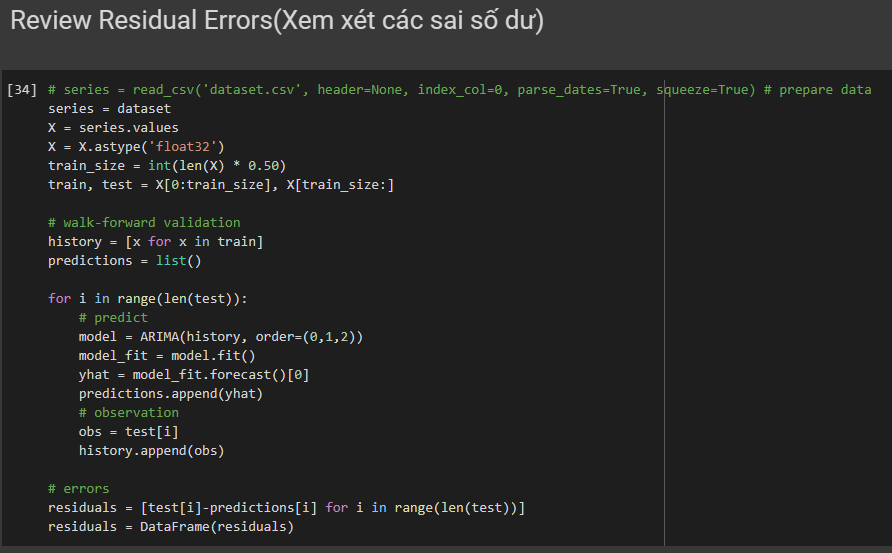 Review Residual Errors(Xem xét các sai số dư)
[34] # series = read_csv('dataset.csv', header=None, index_col=0, parse_dates=True, squeeze=True) # prepare data
series = dataset
X = series.values
X = X.astype('float32')
train_size = int(len(X) * 0.50)
train, test = X[0:train_size], X[train_size:]

# walk-forward validation
history = [x for x in train]
predictions = list()

for i in range(len(test)):
    # predict
    model = ARIMA(history, order=(0,1,2))
    model_fit = model.fit()
    yhat = model_fit.forecast()[0]
    predictions.append(yhat)
    # observation
    obs = test[i]
    history.append(obs)

# errors
residuals = [test[i]-predictions[i] for i in range(len(test))]
residuals = DataFrame(residuals)